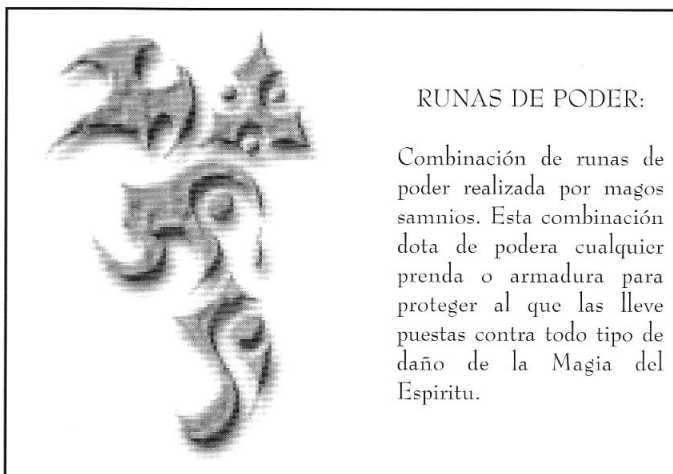 RUNAS DE PODER:
Combinación de runas de
poder realizada por magos
samnios. Esta combinación
dota de podera cualquier
prenda o armadura para
proteger al que las lleve
puestas contra todo tipo de
daño de la Magia del
Espiritu.